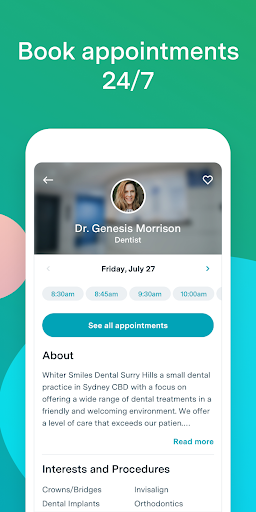 Book appointments
24/7
Dr. Genesis Morrison
Dentist
Friday, July 27
8:30am 8:45am 9:30am 10:00am
See all appointments
About
Whiter Smiles Dental Surry Hills a small dental
practice in Sydney CBD with a focus on
offering a wide range of dental treatments in a
friendly and welcoming environment. We offer
a level of care that exceeds our patien....
Read more
Interests and Procedures
Crowns/Bridges Invisalign
Dental Implants Orthodontics